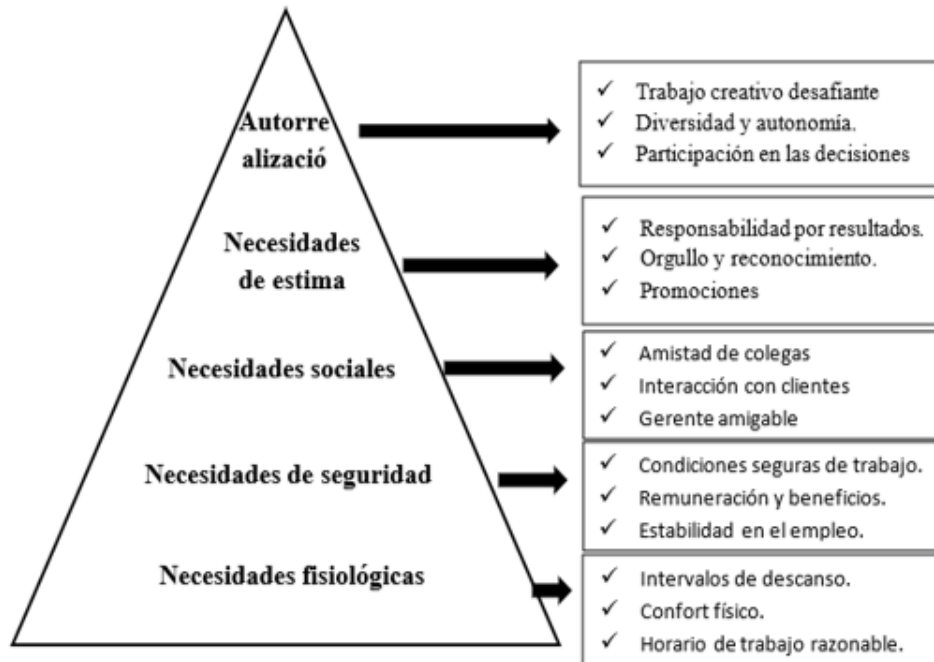 Autorre
alizació
✓ Trabajo creativo desafiante
✓ Diversidad y autonomía.
✓ Participación en las decisiones
Necesidades
de estima
✓ Responsabilidad por resultados.
✓ Orgullo y reconocimiento.
✓ Promociones
Necesidades sociales
✓ Amistad de colegas
✓ Interacción con clientes
✓ Gerente amigable
Necesidades de seguridad
✓ Condiciones seguras de trabajo.
✓ Remuneración y beneficios.
✓ Estabilidad en el empleo.
Necesidades fisiológicas
✓ Intervalos de descanso.
✓ Confort físico.
✓ Horario de trabajo razonable.